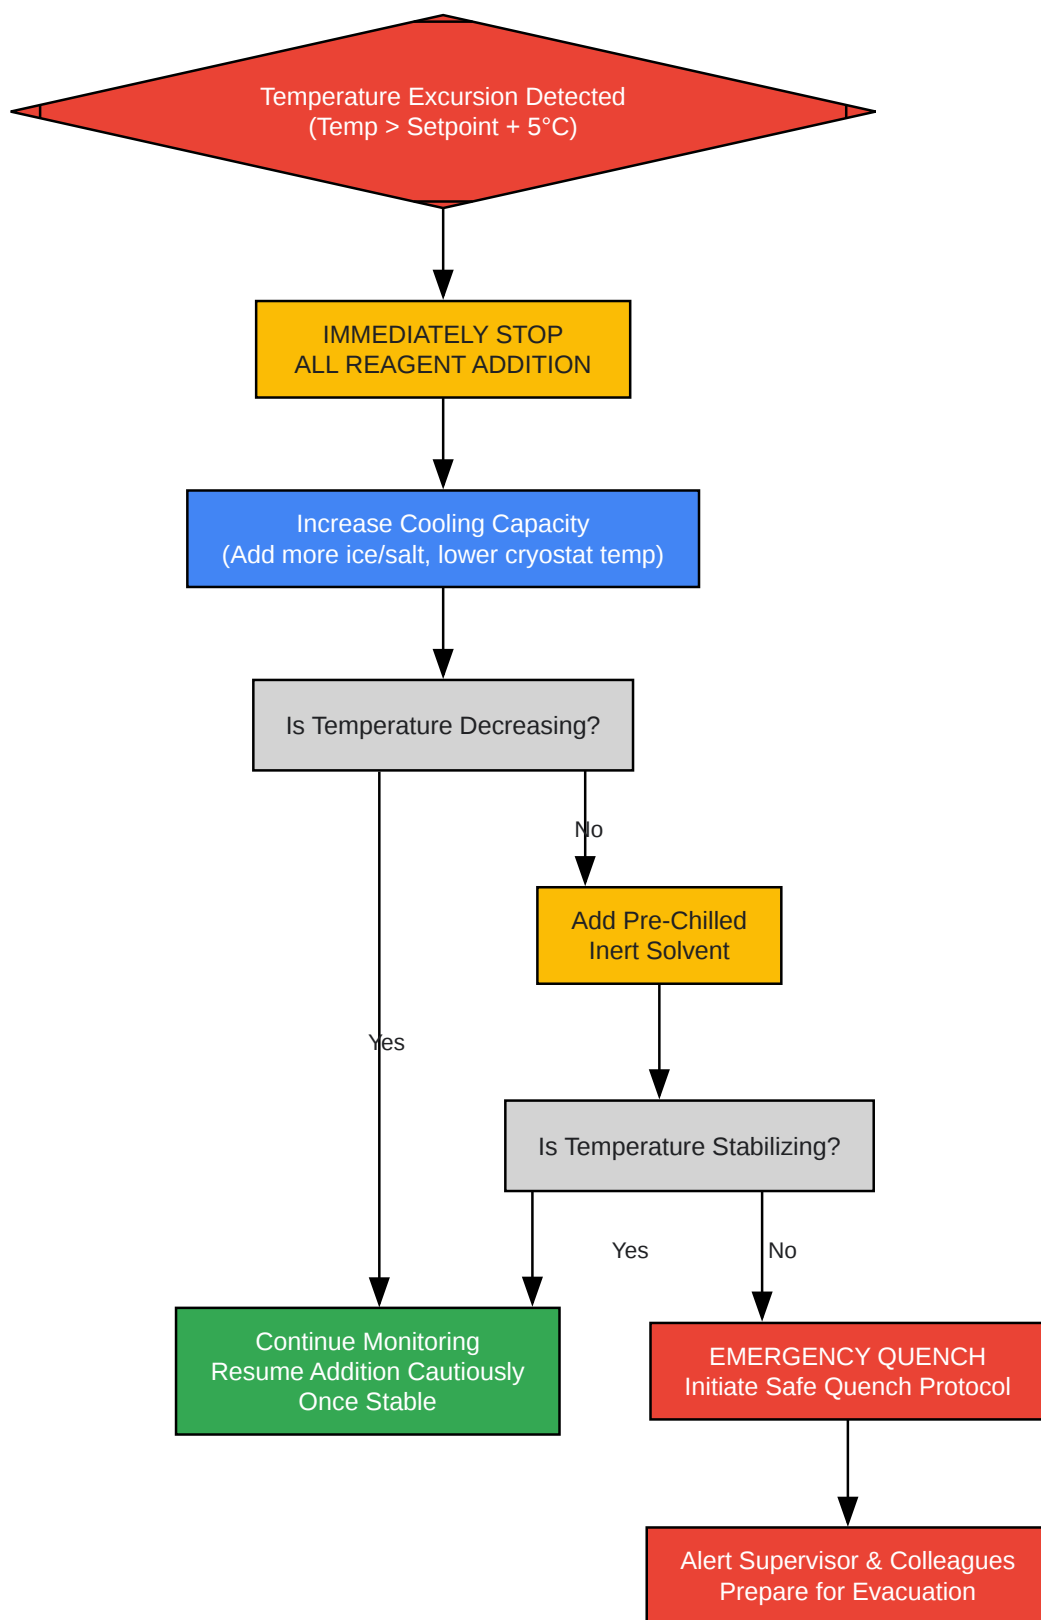 Temperature Excursion Detected
(Temp > Setpoint + 5°C)
IMMEDIATELY STOP
ALL REAGENT ADDITION
Increase Cooling Capacity
(Add more ice/salt, lower cryostat temp)
Is Temperature Decreasing?
No
Add Pre-Chilled
Inert Solvent
Yes
Is Temperature Stabilizing?
Yes
No
Continue Monitoring
Resume Addition Cautiously
Once Stable
EMERGENCY QUENCH
Initiate Safe Quench Protocol
Alert Supervisor & Colleagues
Prepare for Evacuation